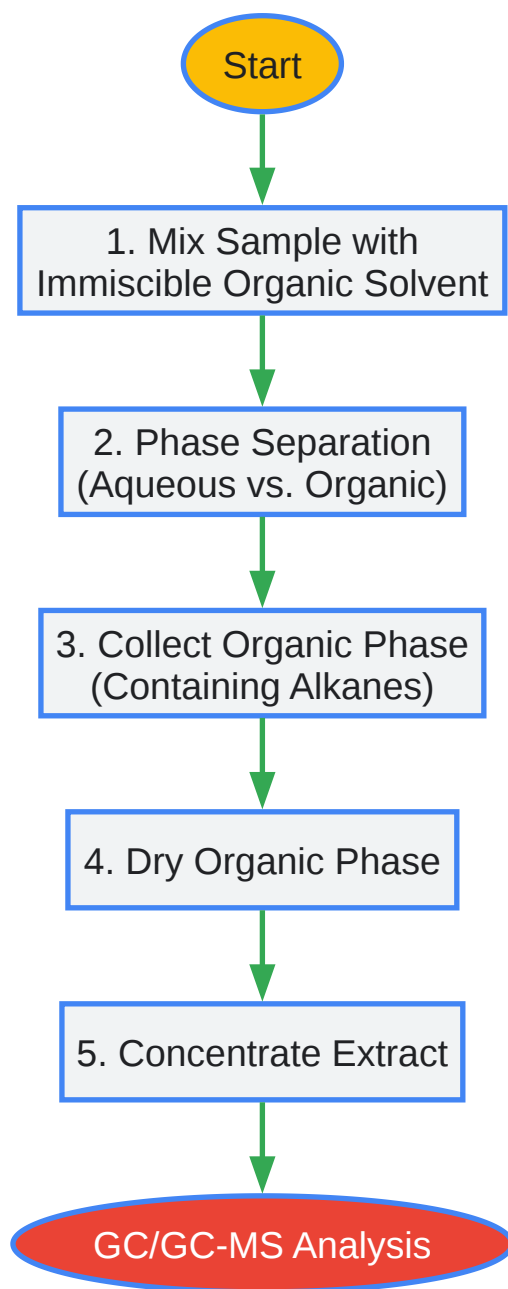 Start
1. Mix Sample with
Immiscible Organic Solvent
2. Phase Separation
(Aqueous vs. Organic)
3. Collect Organic Phase
(Containing Alkanes)
4. Dry Organic Phase
5. Concentrate Extract
GC/GC-MS Analysis